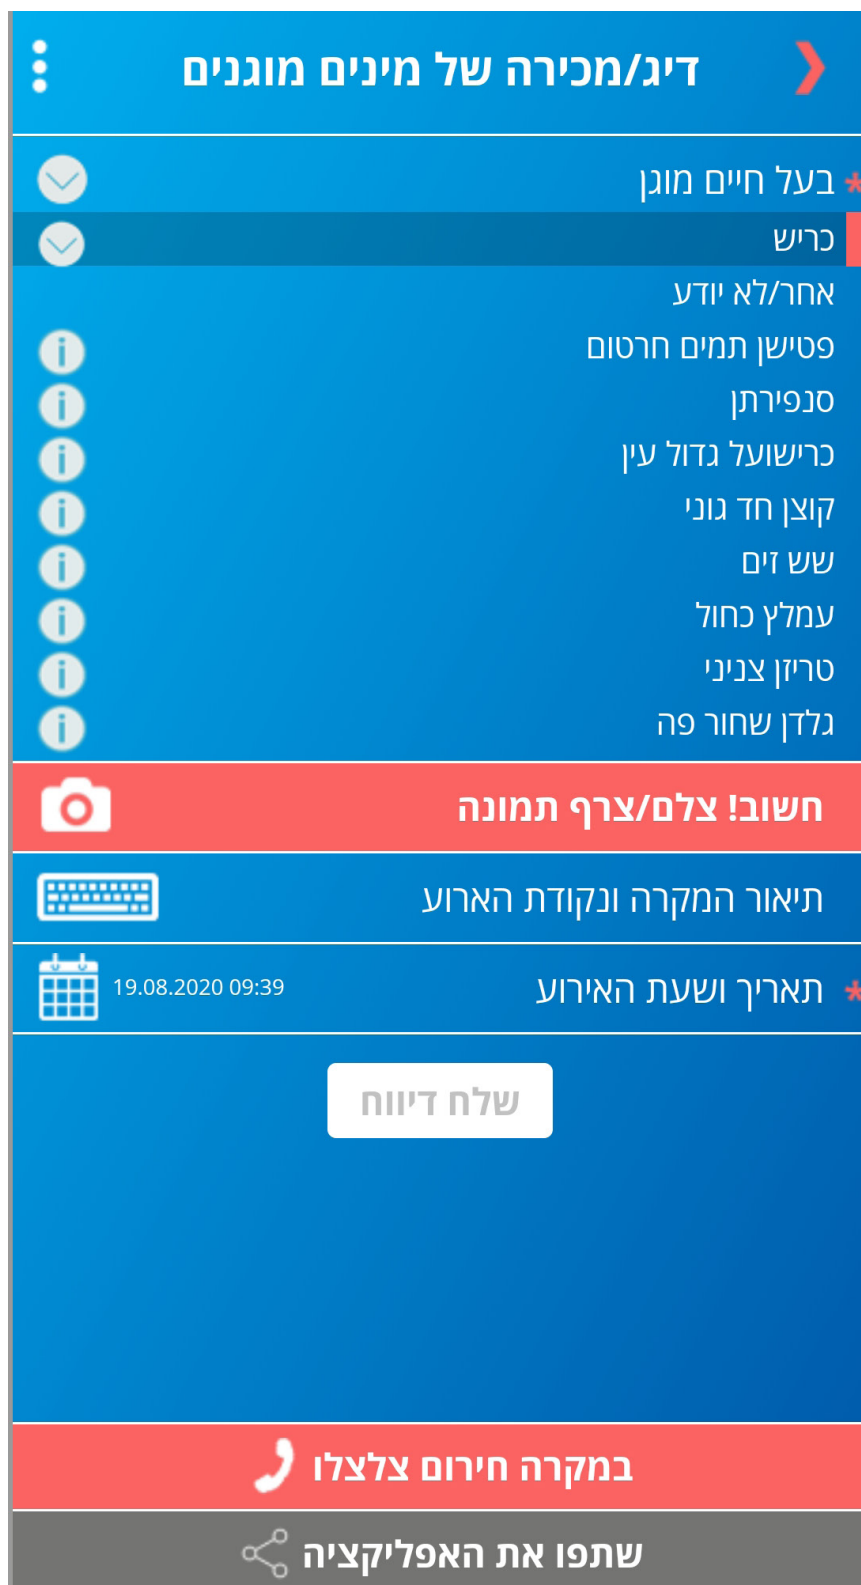 דיג/מכירה של מינים מוגנים
* בעל חיים מוגן
כריש
אחר/לא יודע
פטישן תמים חרטום
סנפירתן
כרישועל גדול עין
קוצן חד גוני
שש זים
עמלץ כחול
טריזן צניני
גלדן שחור פה
חשוב! צלם/צרף תמונה
תיאור המקרה ונקודת הארוע
* תאריך ושעת האירוע 19.08.2020 09:39
שלח דיווח
במקרה חירום צלצלו
שתפו את האפליקציה